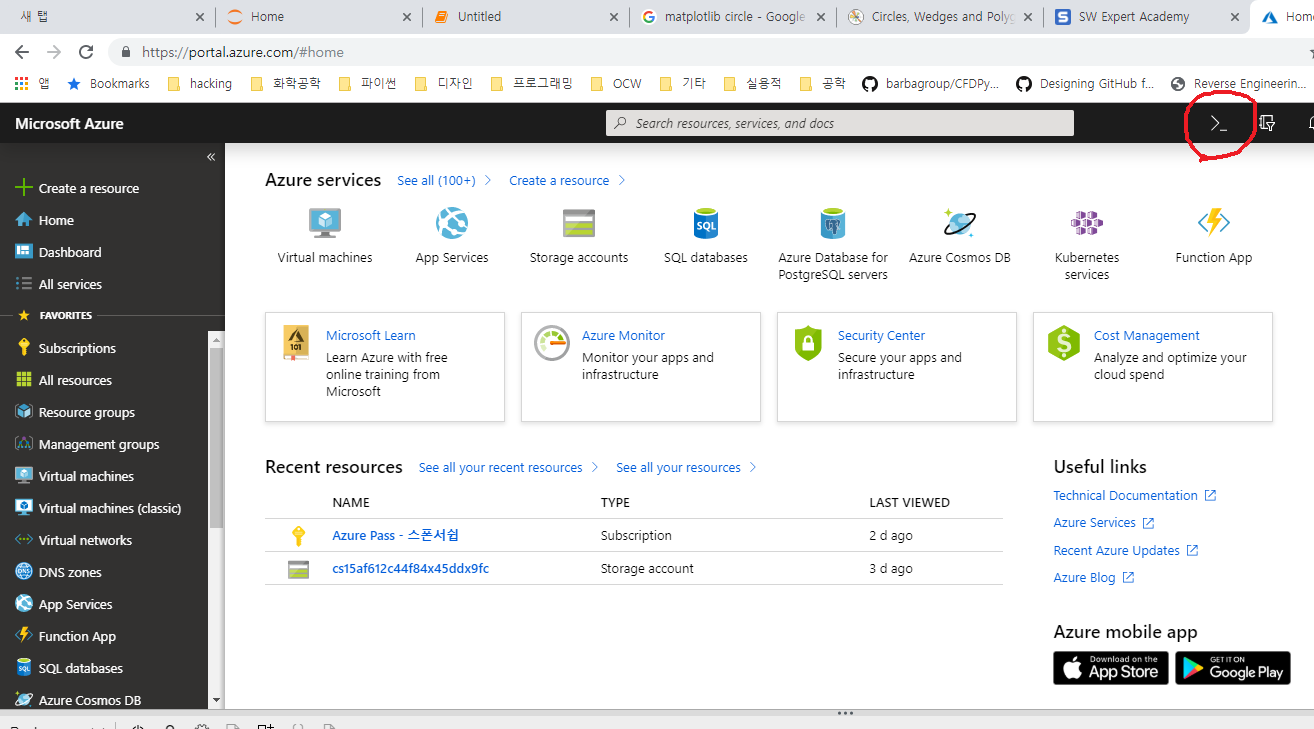 새 탭
Home
Untitled
matplotlib circle - Google
Circles, Wedges and Polyg
SW Expert Academy
Hom
https://portal.azure.com/#home
앱
Bookmarks
hacking
화학공학
파이썬
디자인
프로그래밍
OCW
기타
실용적
공학
barbagroup/CFDPy...
Designing GitHub f...
Reverse Engineerin...
Microsoft Azure
Search resources, services, and docs
Create a resource
Home
Dashboard
All services
FAVORITES
Subscriptions
All resources
Resource groups
Management groups
Virtual machines
Virtual machines (classic)
Virtual networks
DNS zones
App Services
Function App
SQL databases
Azure Cosmos DB
Azure services
See all (100+)
Create a resource
Virtual machines
App Services
Storage accounts
SQL
SQL databases
Azure Database for
PostgreSQL servers
Azure Cosmos DB
Kubernetes
services
Function App
101
Microsoft Learn
Learn Azure with free
online training from
Microsoft
Azure Monitor
Monitor your apps and
infrastructure
Security Center
Secure your apps and
infrastructure
Cost Management
Analyze and optimize your
cloud spend
Recent resources
See all your recent resources
See all your resources
NAME TYPE LAST VIEWED
Azure Pass - 스폰서쉽 Subscription 2 d ago
cs15af612c44f84x45ddx9fc Storage account 3 d ago
Useful links
Technical Documentation
Azure Services
Recent Azure Updates
Azure Blog
Azure mobile app
Download on the
App Store
GET IT ON
Google Play